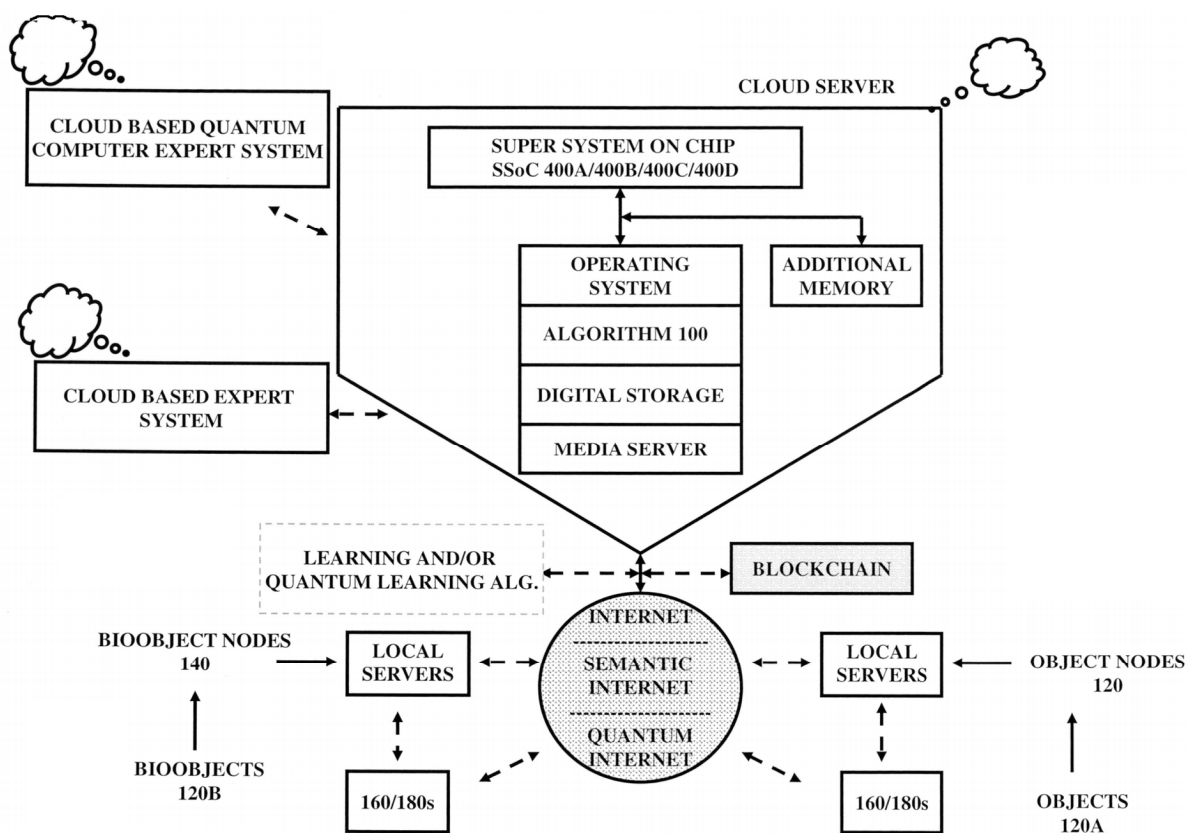 CLOUD SERVER
CLOUD BASED QUANTUM
COMPUTER EXPERT SYSTEM
SUPER SYSTEM ON CHIP
SSoC 400A/400B/400C/400D
OPERATING
SYSTEM
ADDITIONAL
MEMORY
ALGORITHM 100
DIGITAL STORAGE
MEDIA SERVER
CLOUD BASED EXPERT
SYSTEM
LEARNING AND/OR
QUANTUM LEARNING ALG.
BLOCKCHAIN
INTERNET
SEMANTIC
INTERNET
QUANTUM
INTERNET
BIOOBJECT NODES
140
LOCAL
SERVERS
LOCAL
SERVERS
OBJECT NODES
120
BIOOBJECTS
120B
160/180s
160/180s
OBJECTS
120A